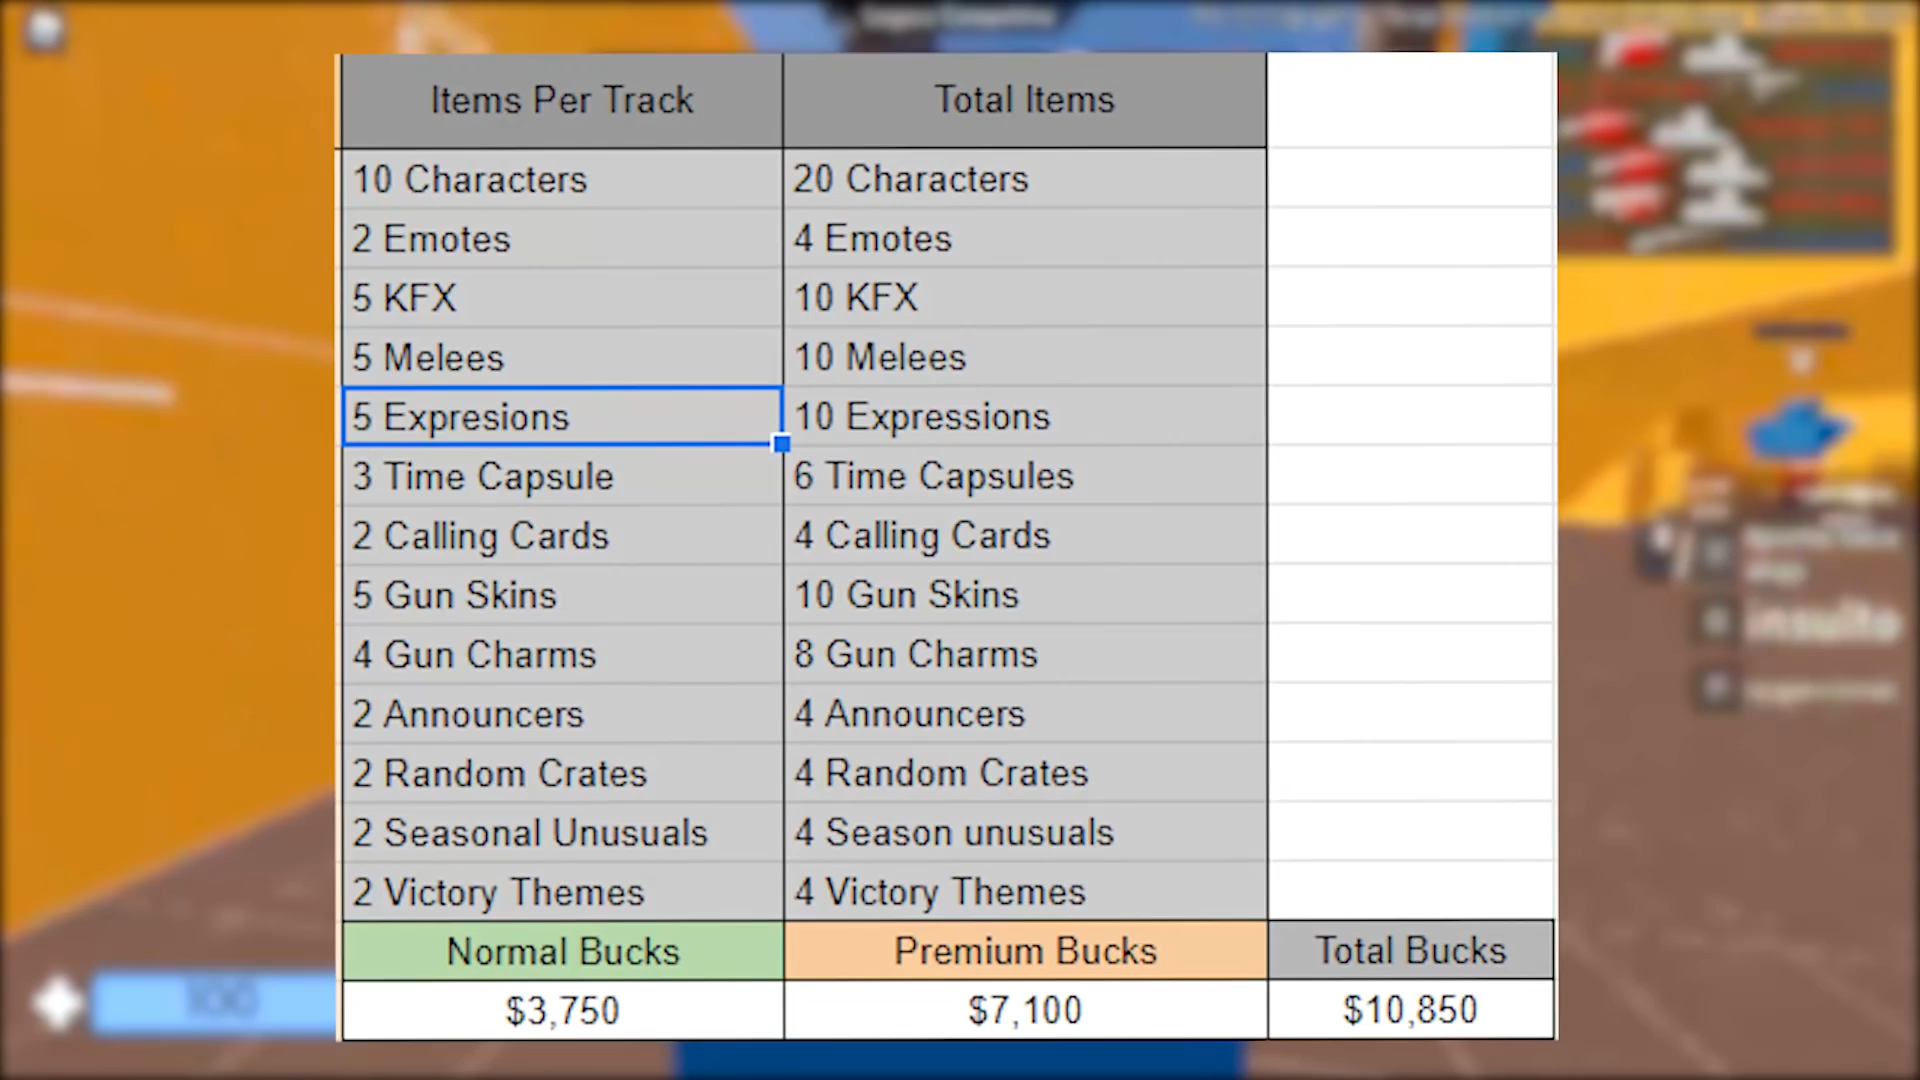 Items Per Track Total Items
10 Characters 20 Characters
2 Emotes 4 Emotes
5 KFX 10 KFX
5 Melees 10 Melees
5 Expresions 10 Expressions
3 Time Capsule 6 Time Capsules
2 Calling Cards 4 Calling Cards
5 Gun Skins 10 Gun Skins
4 Gun Charms 8 Gun Charms
2 Announcers 4 Announcers
2 Random Crates 4 Random Crates
2 Seasonal Unusuals 4 Season unusuals
2 Victory Themes 4 Victory Themes
Normal Bucks Premium Bucks Total Bucks
$3,750 $7,100 $10,850
100
insulto